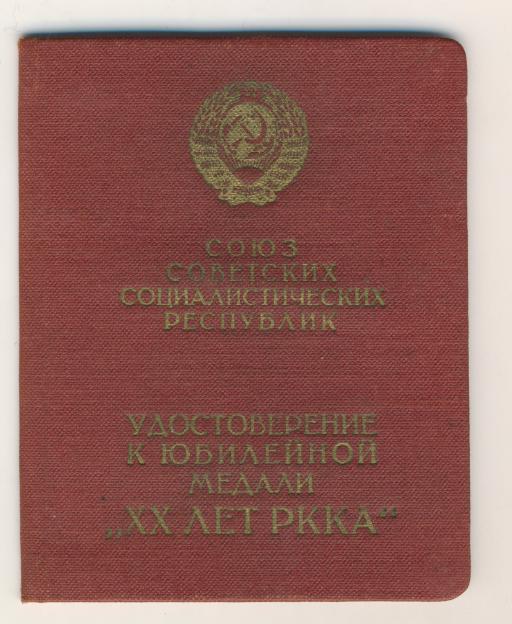 СОЮЗ
СОВЕТСКИХ
СОЦИАЛИСТИЧЕСКИХ
РЕСПУБЛИК
УДОСТОВЕРЕНИЕ
К ЮБИЛЕЙНОЙ
МЕДАЛИ
„XX ЛЕТ РККА“